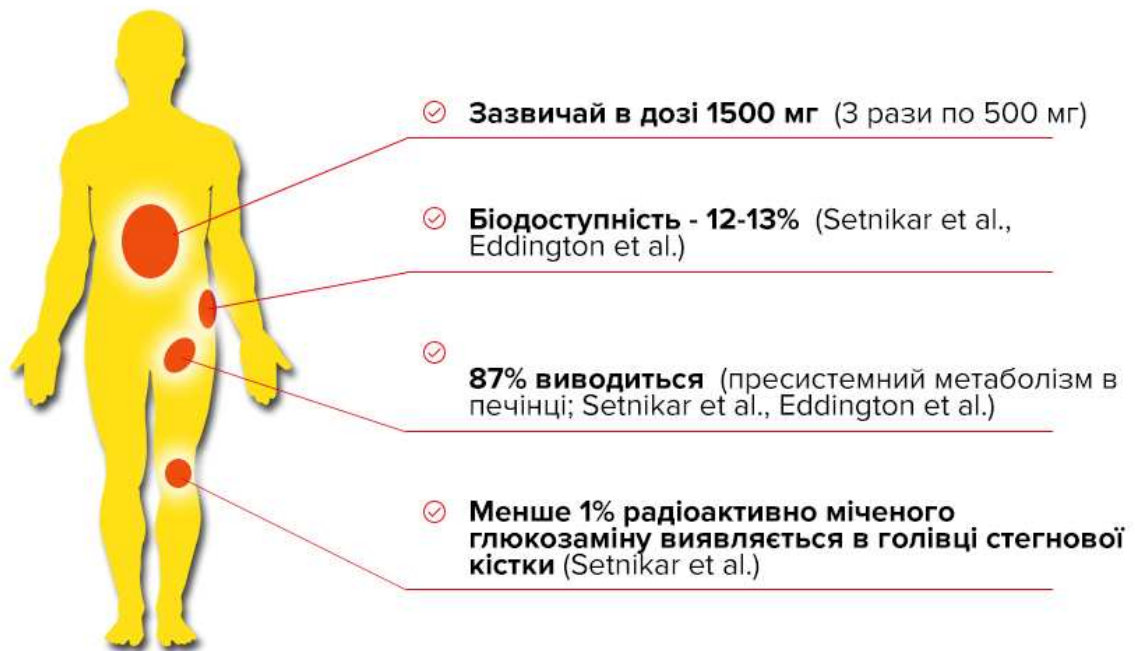 Зазвичай в дозі 1500 мг (3 рази по 500 мг)
Біодоступність - 12-13% (Setnikar et al.,
Eddington et al.)
87% виводиться (пресистемний метаболізм в
печінці; Setnikar et al., Eddington et al.)
Менше 1% радіоактивно міченого
глюкозаміну виявляється в голівці стегнової
кістки (Setnikar et al.)